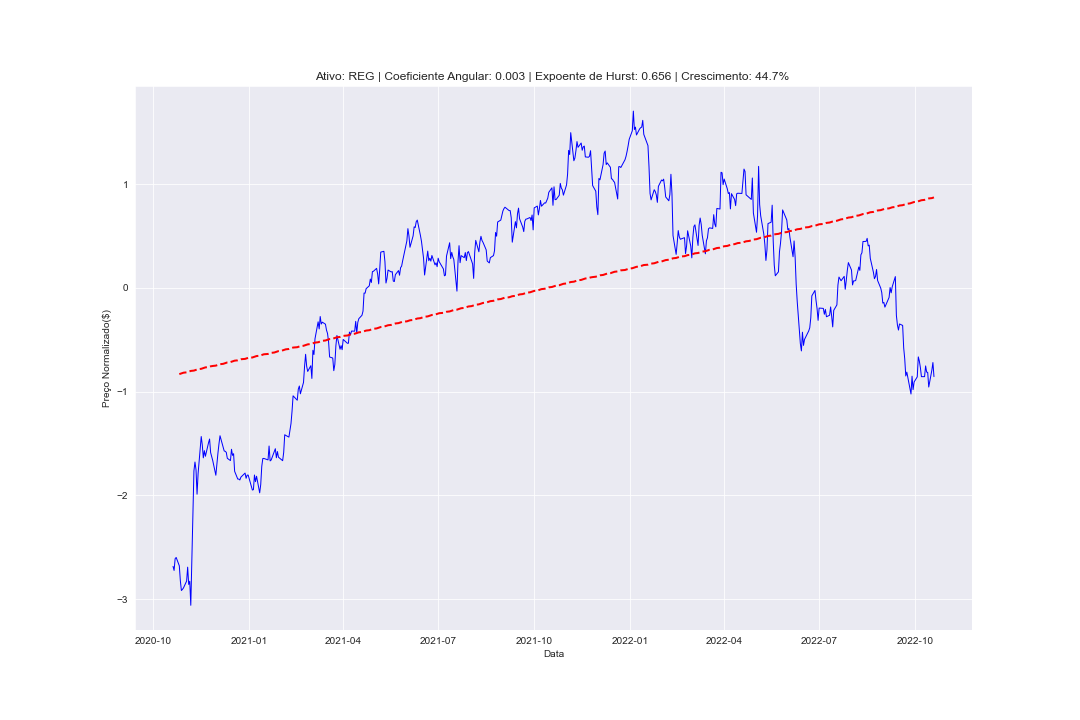 Ativo: REG | Coeficiente Angular: 0.003 | Expoente de Hurst: 0.656 | Crescimento: 44.7%
Preço Normalizado($)
1
0
−1
−2
−3
2020-10 2021-01 2021-04 2021-07 2021-10 2022-01 2022-04 2022-07 2022-10
Data